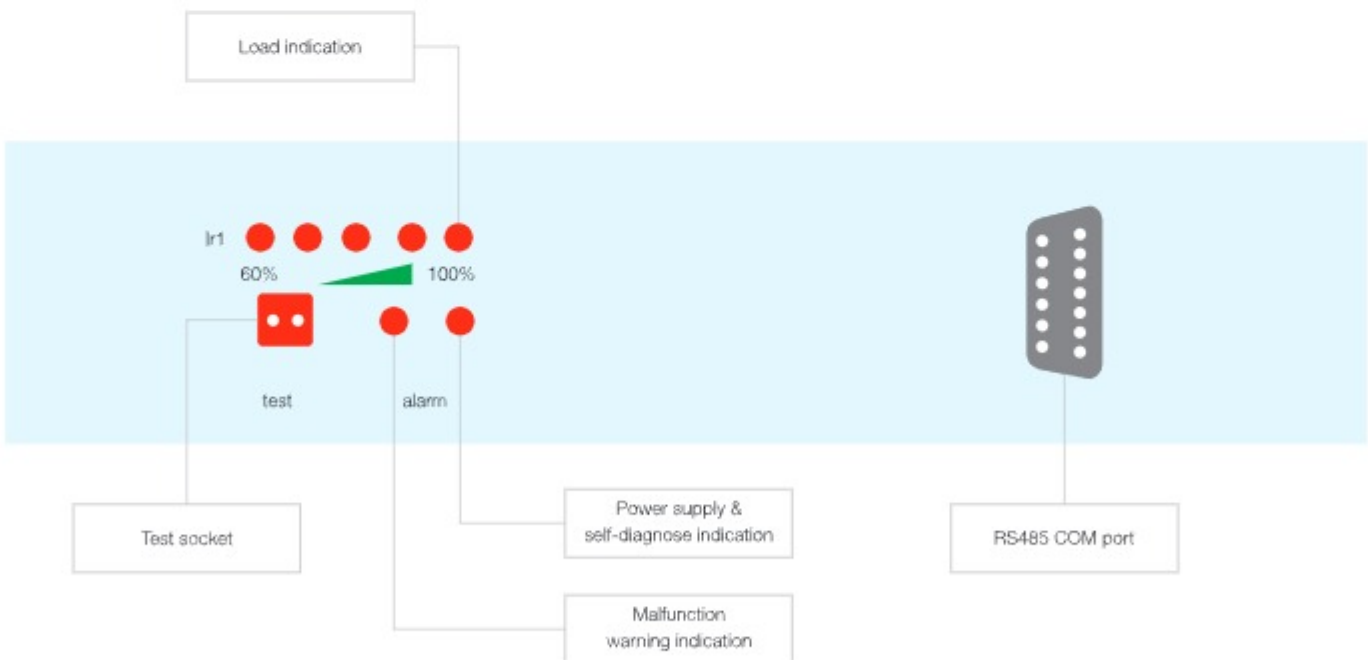 Load indication
Ir1
60%
100%
test
alarm
Test socket
Power supply &
self-diagnose indication
RS485 COM port
Malfunction
warning indication